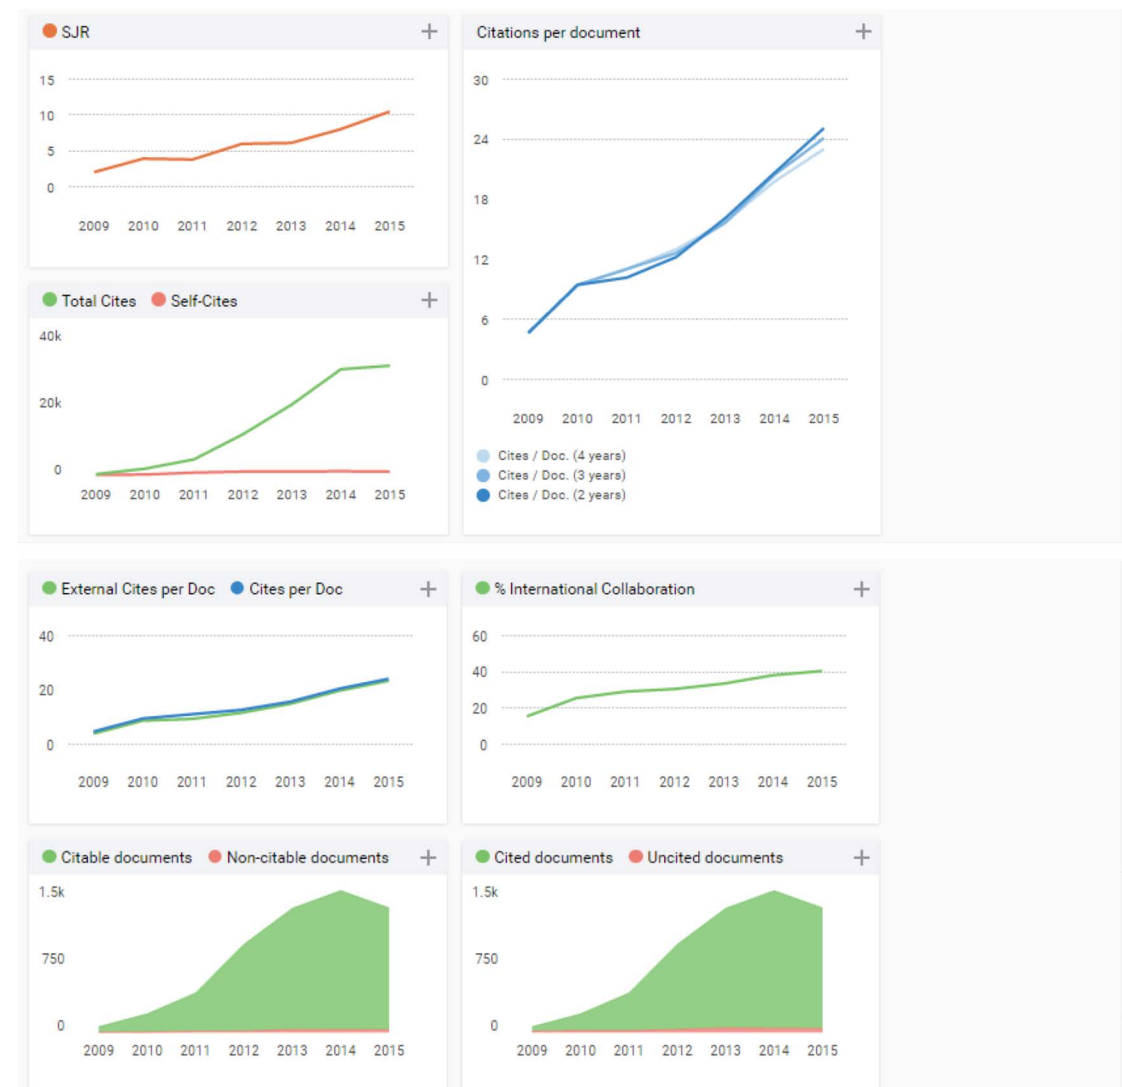 SJR
15
10
5
0
2009 2010 2011 2012 2013 2014 2015
Total Cites Self-Cites
40k
20k
0
2009 2010 2011 2012 2013 2014 2015
Citations per document
30
24
18
12
6
0
2009 2010 2011 2012 2013 2014 2015
Cites / Doc. (4 years)
Cites / Doc. (3 years)
Cites / Doc. (2 years)
External Cites per Doc Cites per Doc
40
20
0
2009 2010 2011 2012 2013 2014 2015
% International Collaboration
60
40
20
0
2009 2010 2011 2012 2013 2014 2015
Citable documents Non-citable documents
1.5k
750
0
2009 2010 2011 2012 2013 2014 2015
Cited documents Uncited documents
1.5k
750
0
2009 2010 2011 2012 2013 2014 2015